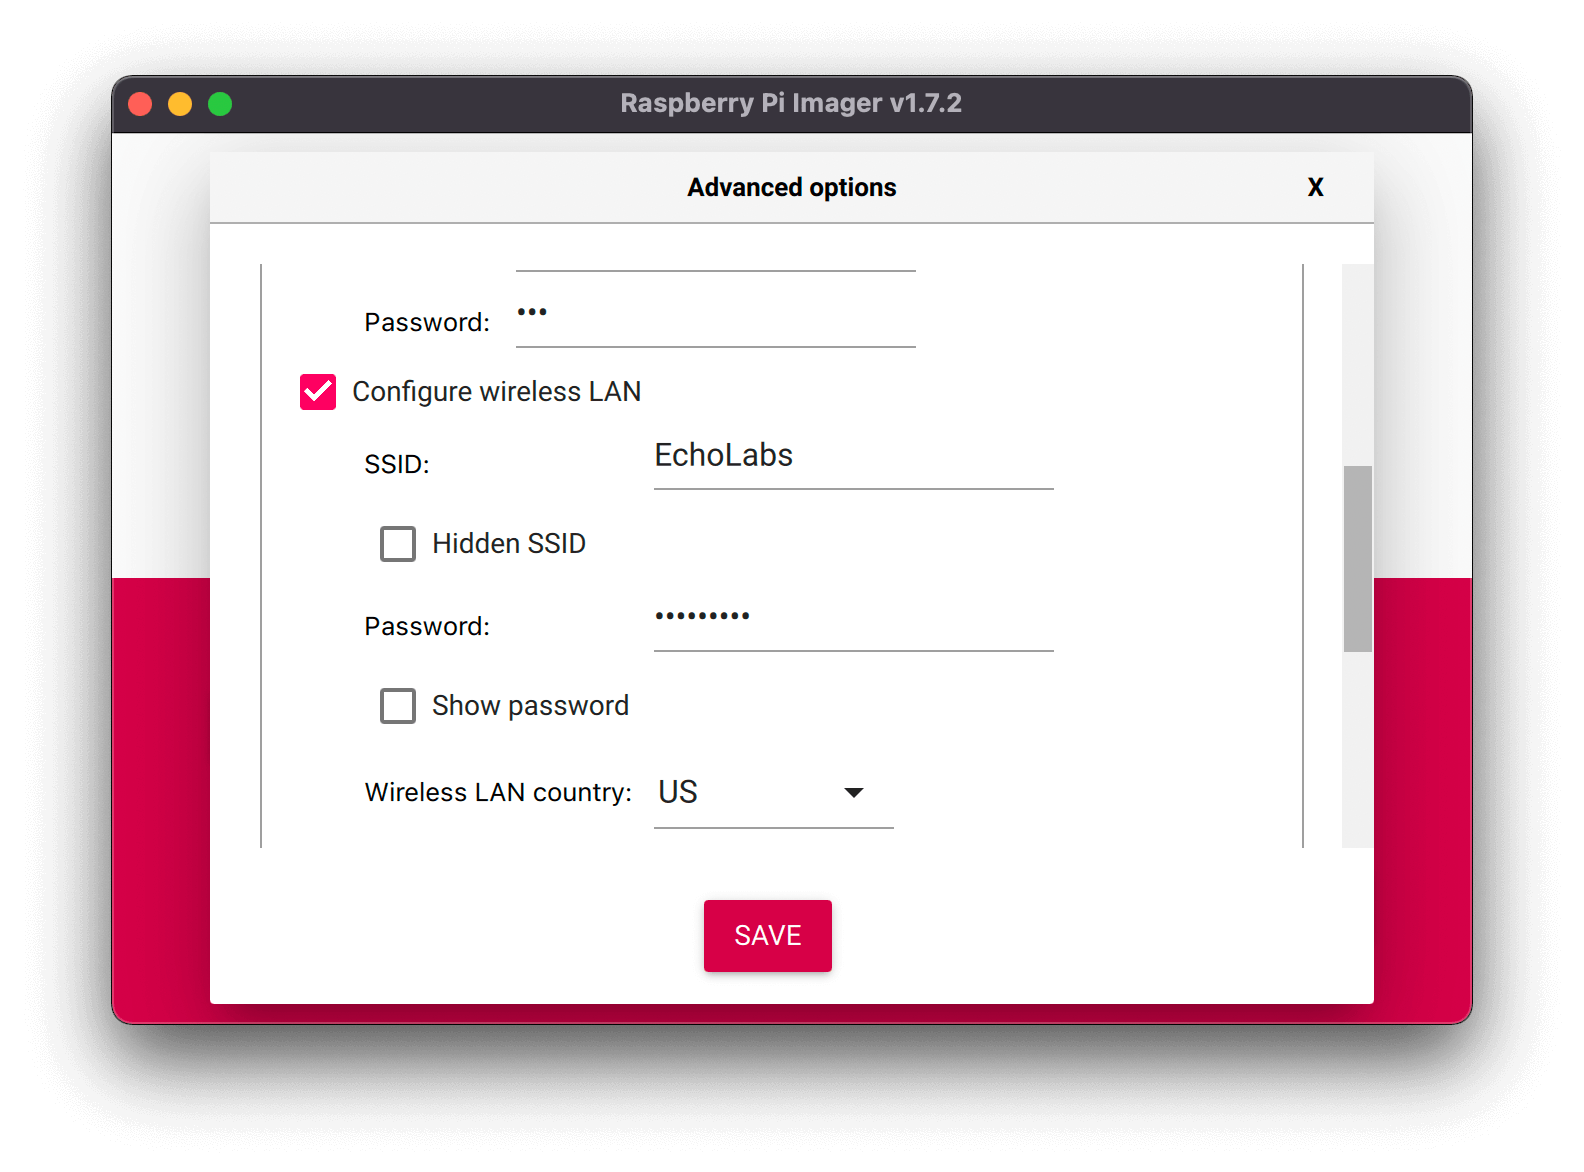 Raspberry Pi Imager v1.7.2
Advanced options X
Password: •••
Configure wireless LAN
SSID: EchoLabs
Hidden SSID
Password: •••••••••
Show password
Wireless LAN country: US
SAVE